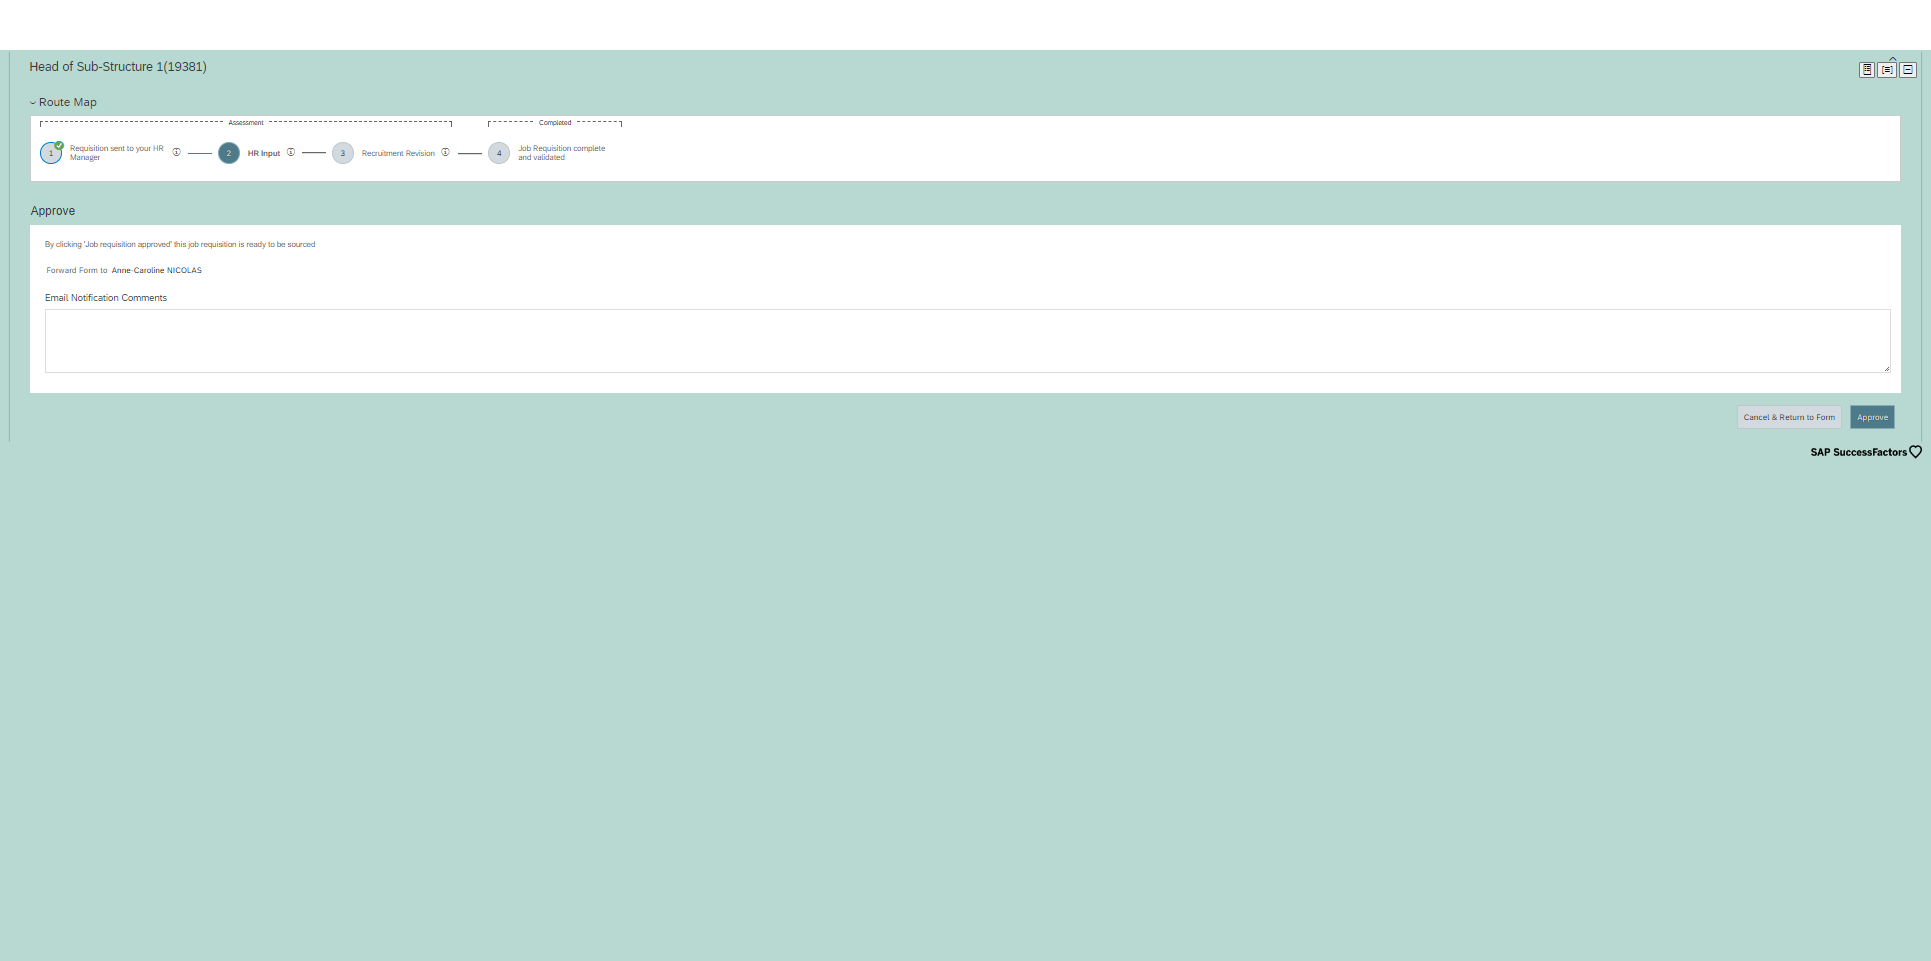 Head of Sub-Structure 1(19381)
Route Map
Assessment
Completed
1
Requisition sent to your HR
Manager
2
HR Input
3
Recruitment Revision
4
Job Requisition complete
and validated
Approve
By clicking 'Job requisition approved' this job requisition is ready to be sourced
Forward Form to Anne-Caroline NICOLAS
Email Notification Comments
Cancel & Return to Form
Approve
SAP SuccessFactors